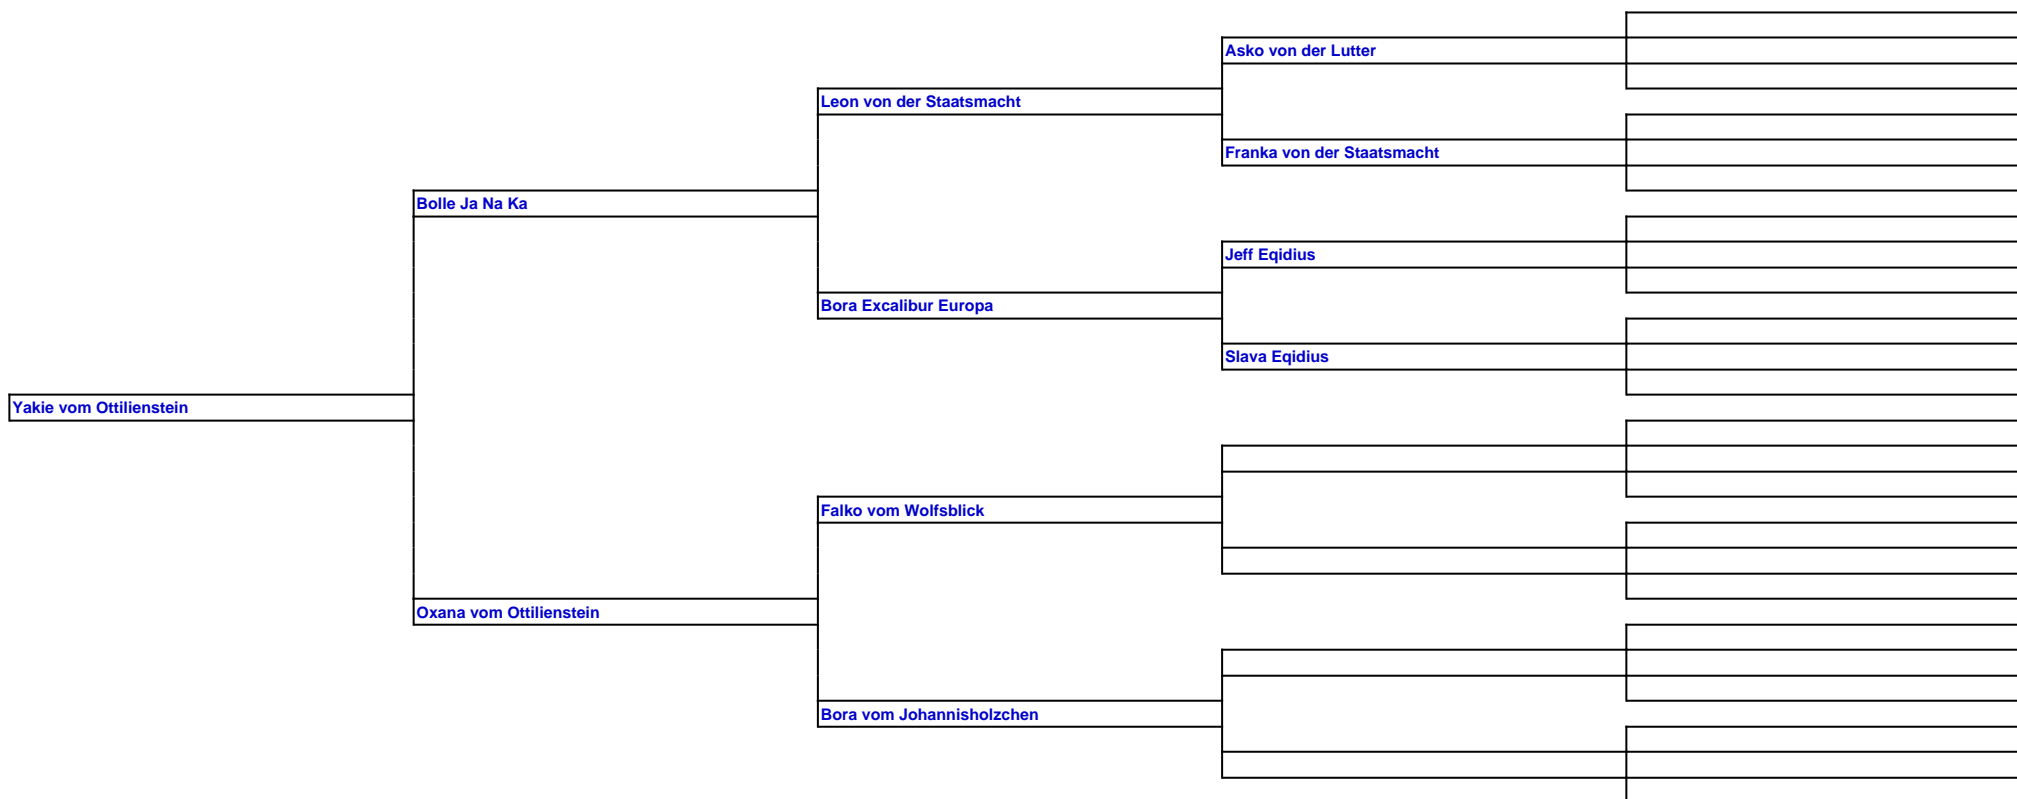 Asko von der Lutter
Leon von der Staatsmacht
Franka von der Staatsmacht
Bolle Ja Na Ka
Jeff Eqidius
Bora Excalibur Europa
Slava Eqidius
Yakie vom Ottilienstein
Falko vom Wolfsblick
Oxana vom Ottilienstein
Bora vom Johannisholzchen